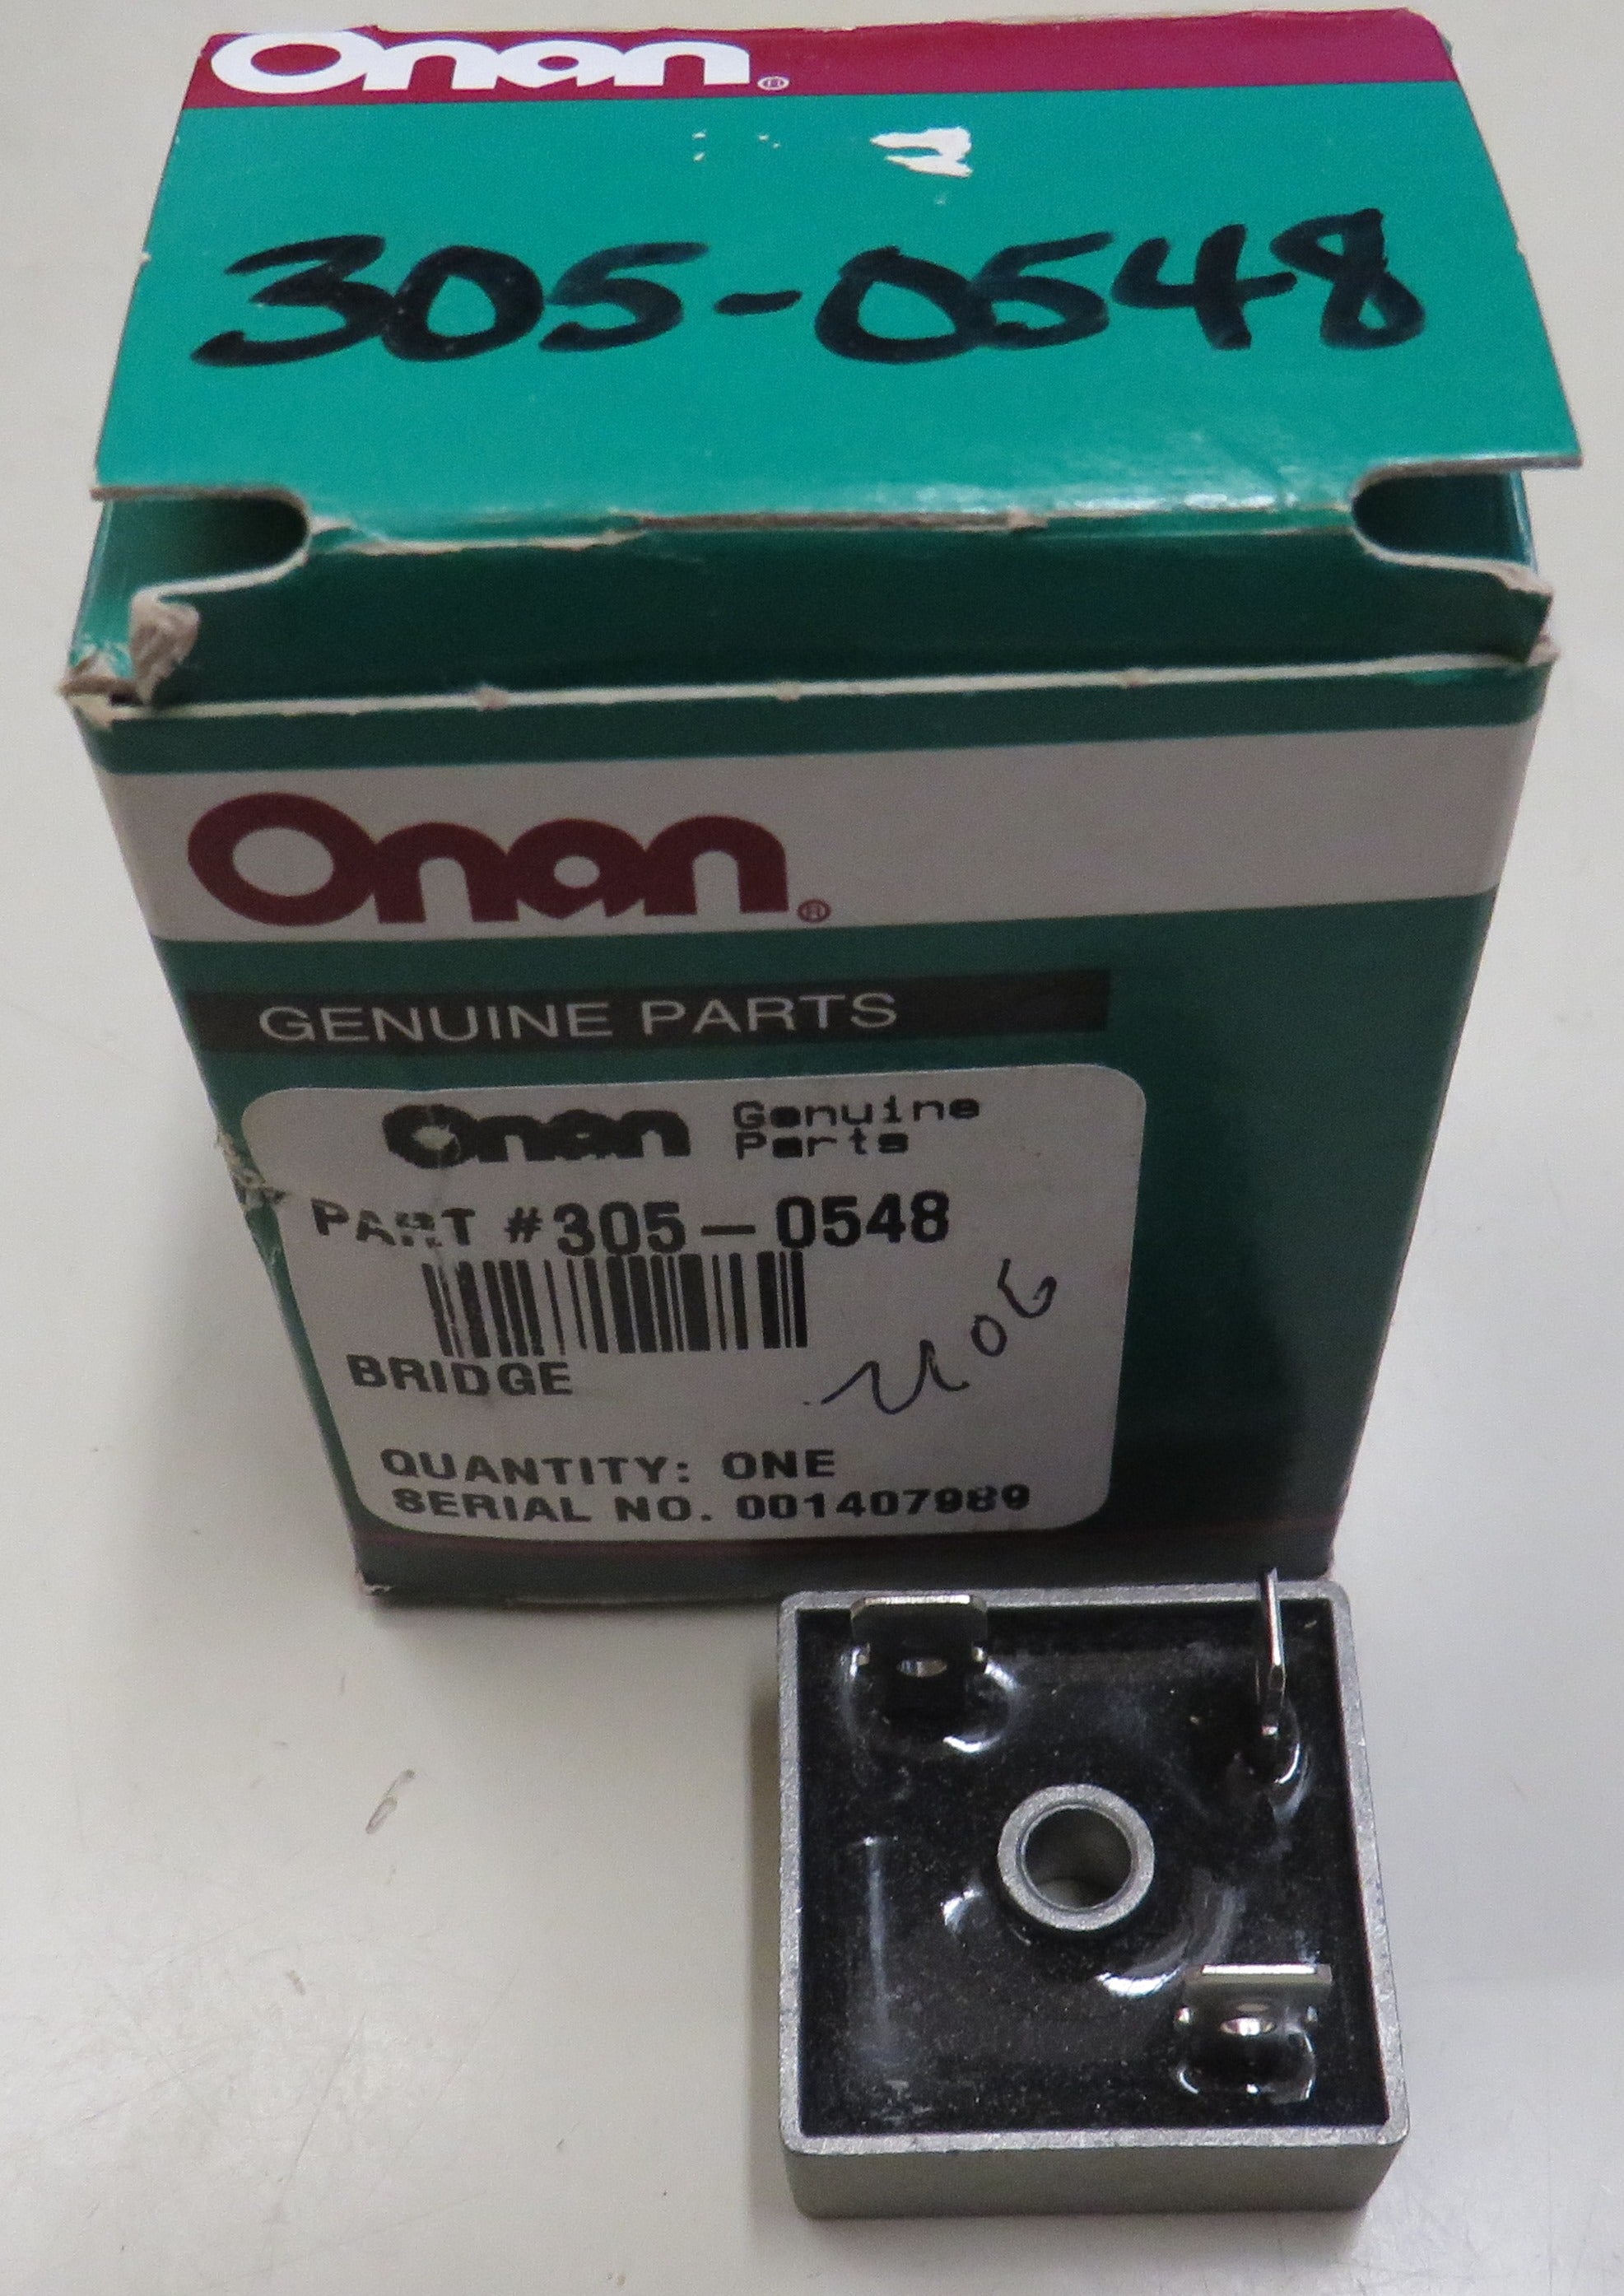 Onan®
305-0548
Onan®
GENUINE PARTS
Onan Genuine
Parts
PART #305-0548
BRIDGE
QUANTITY: ONE
SERIAL NO. 001407989